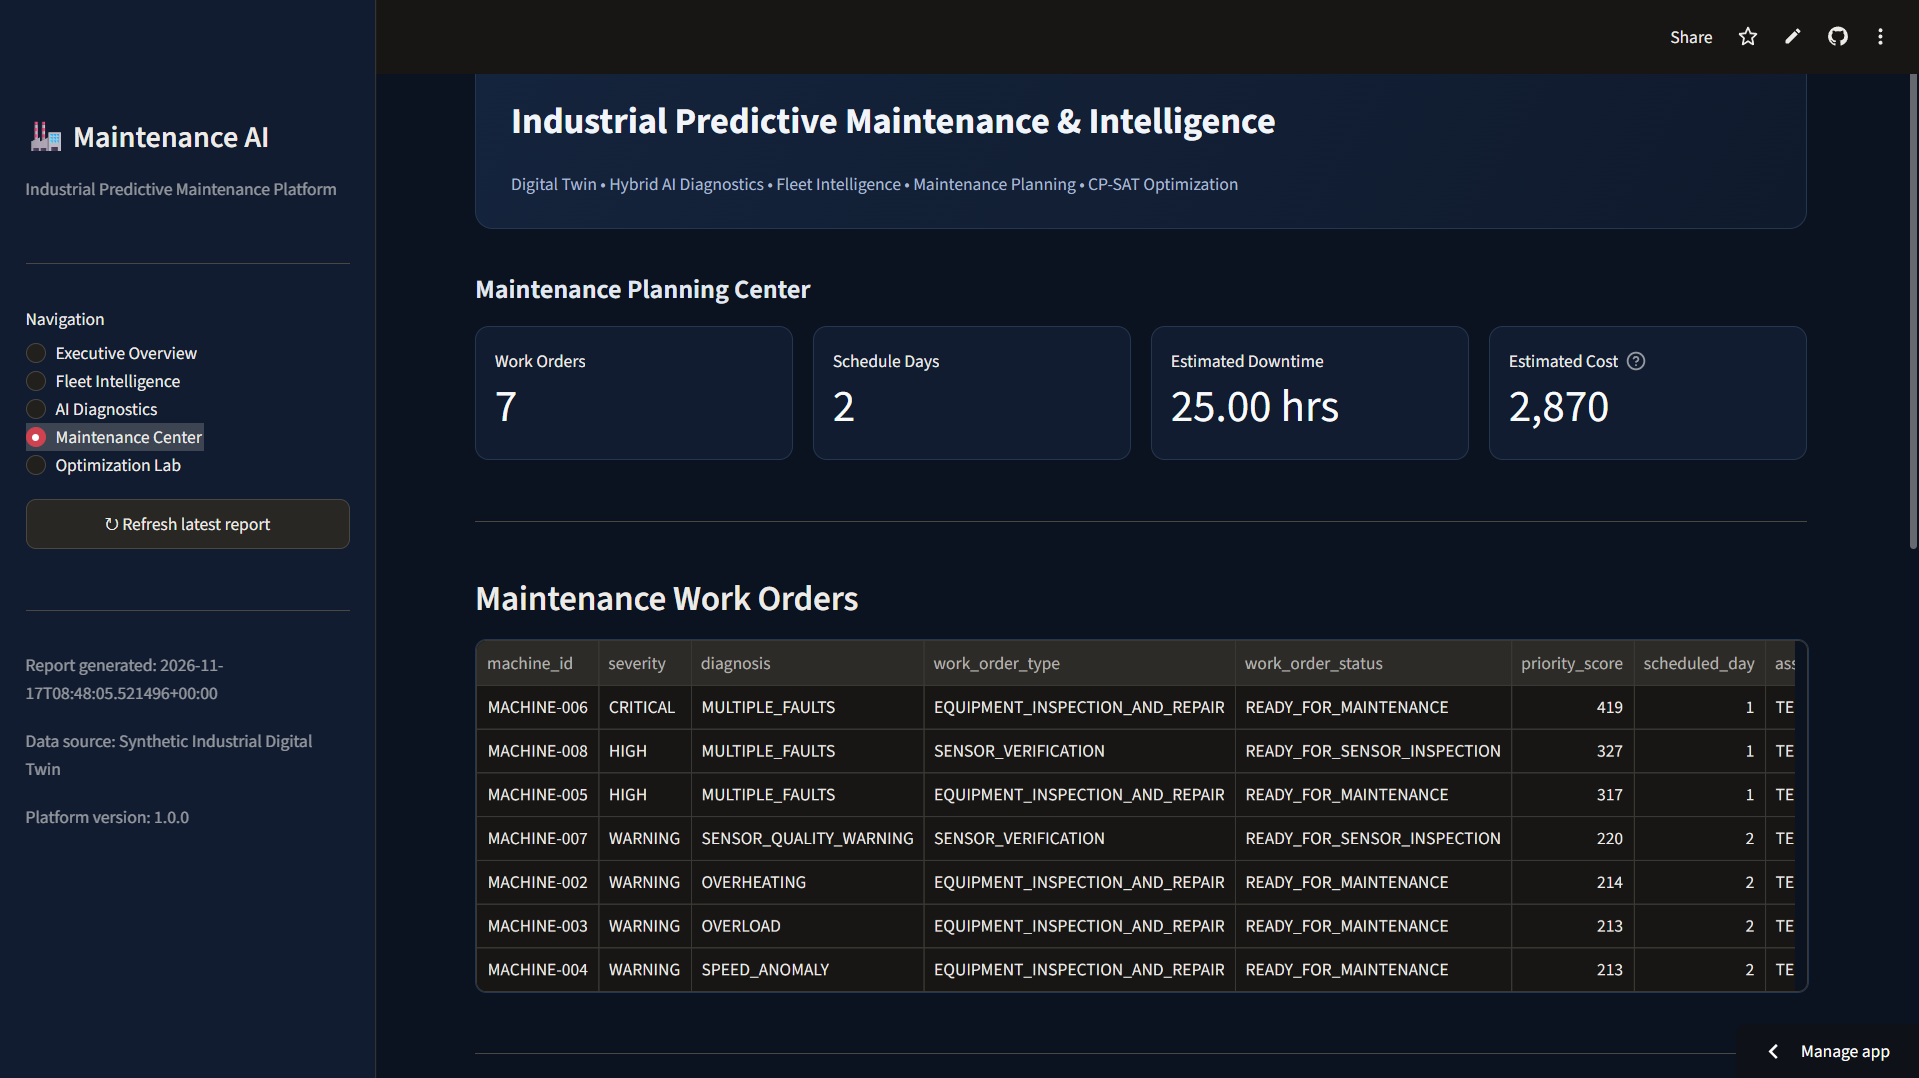 Share
Maintenance AI
Industrial Predictive Maintenance Platform
Navigation
Executive Overview
Fleet Intelligence
AI Diagnostics
Maintenance Center
Optimization Lab
↻ Refresh latest report
Report generated: 2026-11-
17T08:48:05.521496+00:00
Data source: Synthetic Industrial Digital
Twin
Platform version: 1.0.0
Industrial Predictive Maintenance & Intelligence
Digital Twin • Hybrid AI Diagnostics • Fleet Intelligence • Maintenance Planning • CP-SAT Optimization
Maintenance Planning Center
Work Orders
7
Schedule Days
2
Estimated Downtime
25.00 hrs
Estimated Cost
2,870
Maintenance Work Orders
machine_id severity diagnosis work_order_type work_order_status priority_score scheduled_day ass
MACHINE-006 CRITICAL MULTIPLE_FAULTS EQUIPMENT_INSPECTION_AND_REPAIR READY_FOR_MAINTENANCE 419 1 TE
MACHINE-008 HIGH MULTIPLE_FAULTS SENSOR_VERIFICATION READY_FOR_SENSOR_INSPECTION 327 1 TE
MACHINE-005 HIGH MULTIPLE_FAULTS EQUIPMENT_INSPECTION_AND_REPAIR READY_FOR_MAINTENANCE 317 1 TE
MACHINE-007 WARNING SENSOR_QUALITY_WARNING SENSOR_VERIFICATION READY_FOR_SENSOR_INSPECTION 220 2 TE
MACHINE-002 WARNING OVERHEATING EQUIPMENT_INSPECTION_AND_REPAIR READY_FOR_MAINTENANCE 214 2 TE
MACHINE-003 WARNING OVERLOAD EQUIPMENT_INSPECTION_AND_REPAIR READY_FOR_MAINTENANCE 213 2 TE
MACHINE-004 WARNING SPEED_ANOMALY EQUIPMENT_INSPECTION_AND_REPAIR READY_FOR_MAINTENANCE 213 2 TE
Manage app